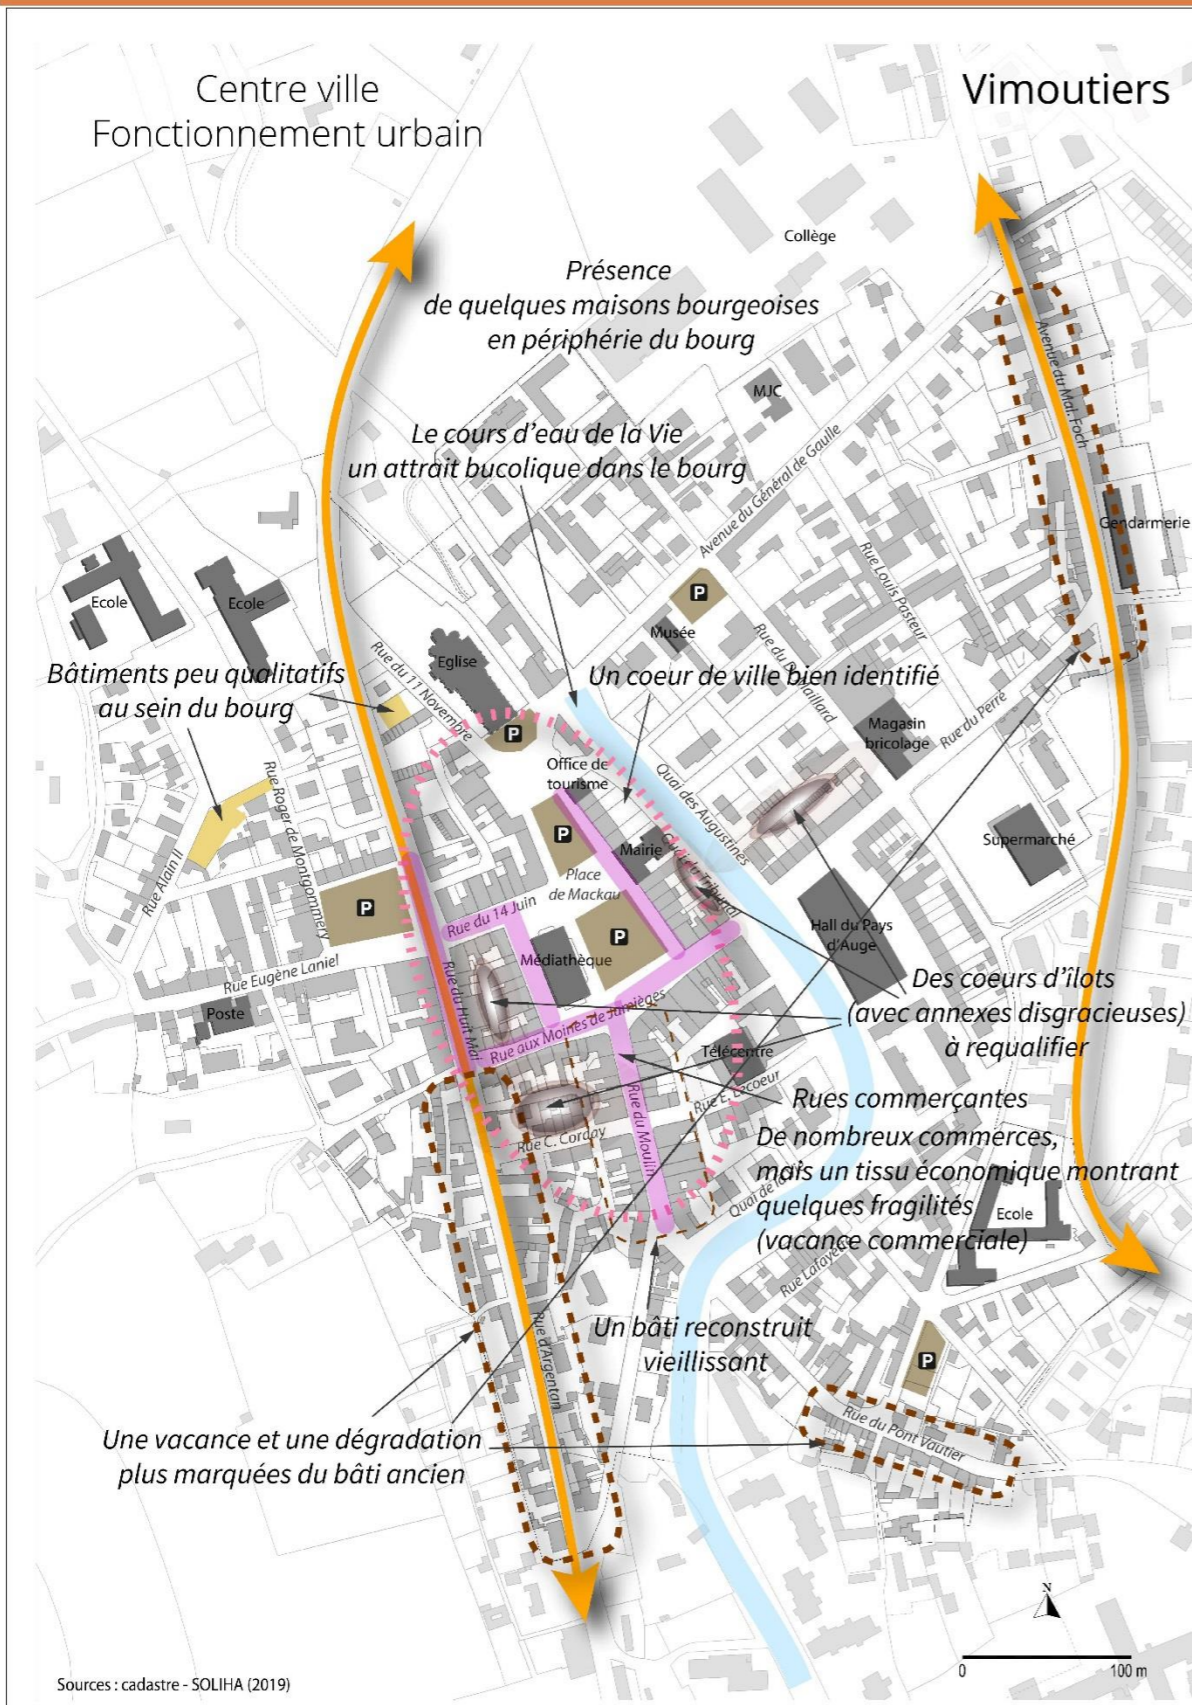 Centre ville
Fonctionnement urbain
Vimoutiers
Collège
Présence
de quelques maisons bourgeoises
en périphérie du bourg
MJC
Avenue du Mal. Foch
Le cours d'eau de la Vie
un attrait bucolique dans le bourg
Avenue du Général de Gaulle
Gendarmerie
Ecole
Ecole
P
Rue Louis Pasteur
Musée
Eglise
Rue du 11 Novembre
Bâtiments peu qualitatifs
au sein du bourg
Un coeur de ville bien identifié
Magasin
bricolage
Rue du Perré
P
Office de
tourisme
Quai des Augustines
Rue Roger de Montgommery
Rue Alain II
P
Mairie
Quai du Tribunal
Supermarché
Place
de Mackau
P
Rue du 14 Juin
P
Hall du Pays
d'Auge
Médiathèque
Rue Eugène Laniel
Poste
Rue du Huit Mai
Rue aux Moines de Jumièges
Des coeurs d'îlots
(avec annexes disgracieuses)
à requalifier
Télécentre
Rue E. Lecoeur
Rue du Moulin
Rues commerçantes
Rue C. Corday
De nombreux commerces,
mais un tissu économique montrant
quelques fragilités
(vacance commerciale)
Quai de
Ecole
Rue Lafayette
Un bâti reconstruit
vieillissant
Rue d'Argentan
P
Rue du Pont Vautier
Une vacance et une dégradation
plus marquées du bâti ancien
N
0 100 m
Sources : cadastre - SOLIHA (2019)